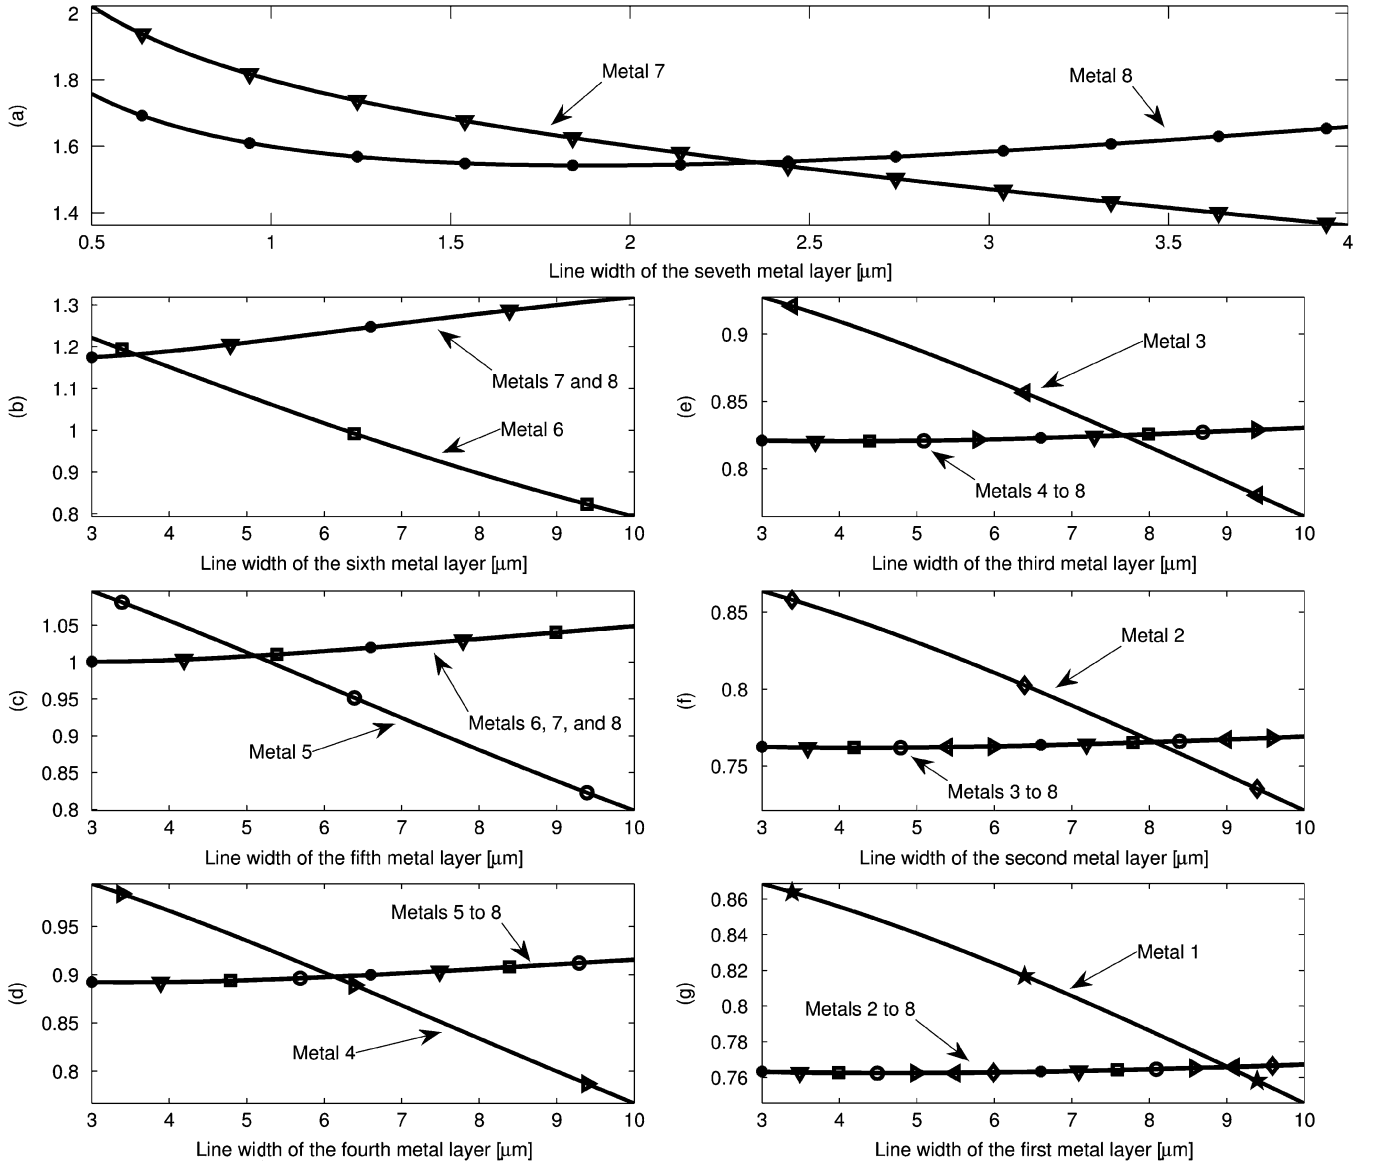 2
1.8
1.6
1.4
(a)
Metal 7
Metal 8
0.5 1 1.5 2 2.5 3 3.5 4
Line width of the seveth metal layer [μm]
1.3
1.2
1.1
1
0.9
0.8
(b)
Metals 7 and 8
Metal 6
3 4 5 6 7 8 9 10
Line width of the sixth metal layer [μm]
1.05
1
0.95
0.9
0.85
0.8
(c)
Metals 6, 7, and 8
Metal 5
3 4 5 6 7 8 9 10
Line width of the fifth metal layer [μm]
0.95
0.9
0.85
0.8
(d)
Metals 5 to 8
Metal 4
3 4 5 6 7 8 9 10
Line width of the fourth metal layer [μm]
0.9
0.85
0.8
(e)
Metal 3
Metals 4 to 8
3 4 5 6 7 8 9 10
Line width of the third metal layer [μm]
0.85
0.8
0.75
(f)
Metal 2
Metals 3 to 8
3 4 5 6 7 8 9 10
Line width of the second metal layer [μm]
0.86
0.84
0.82
0.8
0.78
0.76
(g)
Metal 1
Metals 2 to 8
3 4 5 6 7 8 9 10
Line width of the first metal layer [μm]